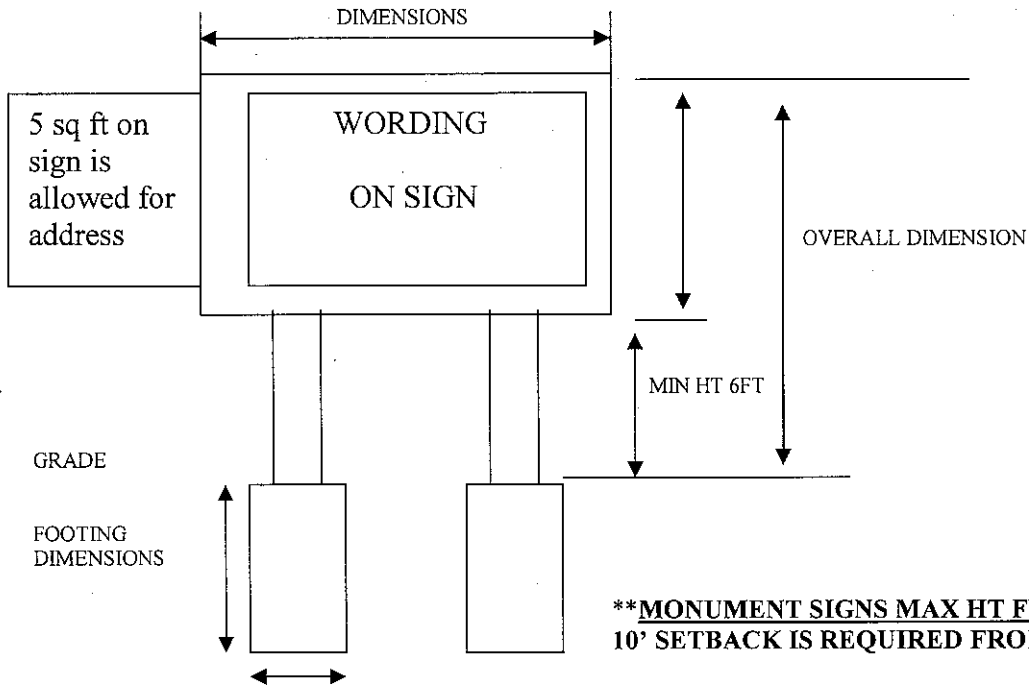 DIMENSIONS
5 sq ft on
sign is
allowed for
address
WORDING
ON SIGN
OVERALL DIMENSION
MIN HT 6FT
GRADE
FOOTING
DIMENSIONS
**MONUMENT SIGNS MAX HT
10' SETBACK IS REQUIRED